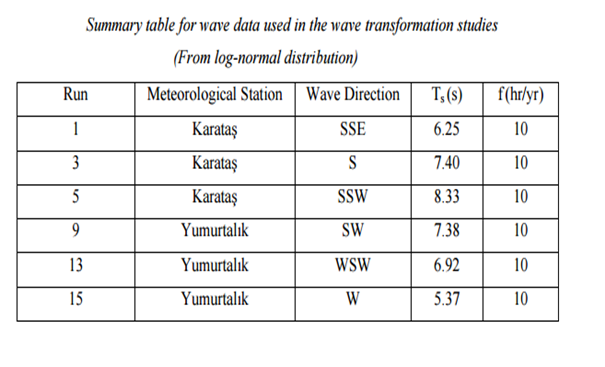 Summary table for wave data used in the wave transformation studies
(From log-normal distribution)
Run Meteorological Station Wave Direction Ts(s) f(hr/yr)
1 Karataş SSE 6.25 10
3 Karataş S 7.40 10
5 Karataş SSW 8.33 10
9 Yumurtalık SW 7.38 10
13 Yumurtalık WSW 6.92 10
15 Yumurtalık W 5.37 10